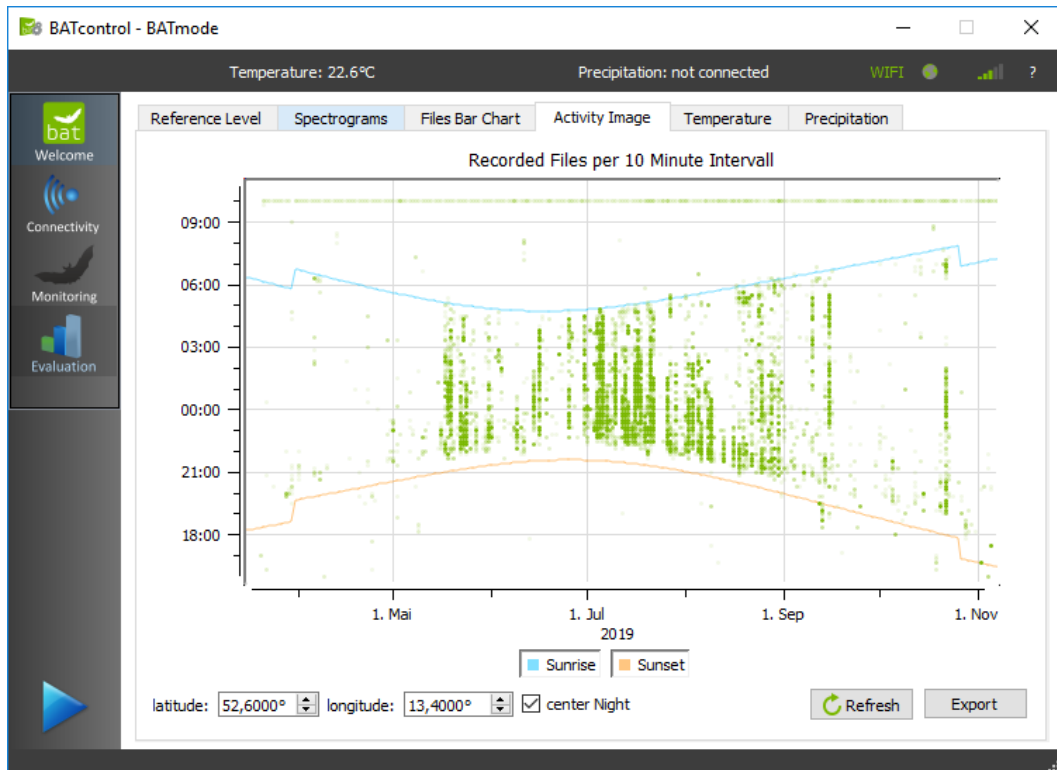 BATcontrol - BATmode
Temperature: 22.6°C Precipitation: not connected WIFI ?
bat
Welcome
Connectivity
Monitoring
Evaluation
Reference Level Spectrograms Files Bar Chart Activity Image Temperature Precipitation
Recorded Files per 10 Minute Intervall
09:00
06:00
03:00
00:00
21:00
18:00
1. Mai 1. Jul 1. Sep 1. Nov
2019
Sunrise Sunset
latitude: 52,6000° longitude: 13,4000° center Night Refresh Export